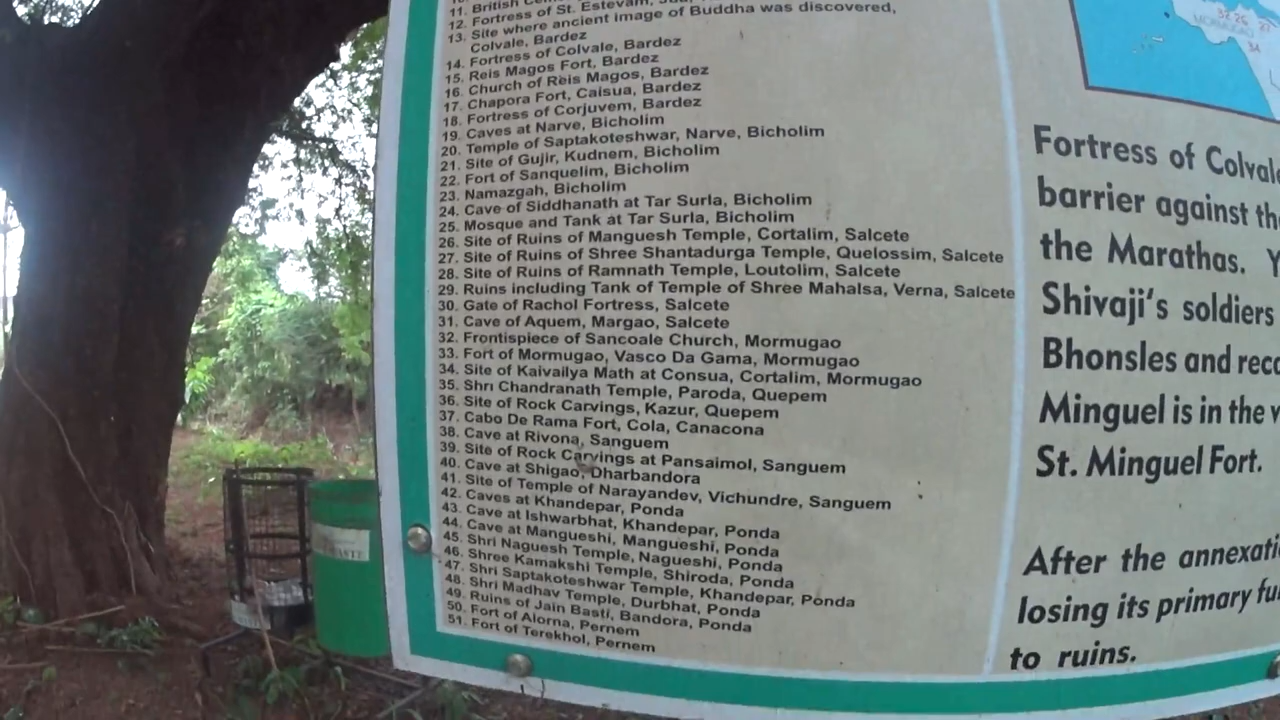 11. British
12. Fortress of St. Estevam,
13. Site where ancient image of Buddha was discovered,
Colvale, Bardez
14. Fortress of Colvale, Bardez
15. Reis Magos Fort, Bardez
16. Church of Reis Magos, Bardez
17. Chapora Fort, Caisua, Bardez
18. Fortress of Corjuvem, Bardez
19. Caves at Narve, Bicholim
20. Temple of Saptakoteshwar, Narve, Bicholim
21. Site of Gujir, Kudnem, Bicholim
22. Fort of Sanquelim, Bicholim
23. Namazgah, Bicholim
24. Cave of Siddhanath at Tar Surla, Bicholim
25. Mosque and Tank at Tar Surla, Bicholim
26. Site of Ruins of Manguesh Temple, Cortalim, Salcete
27. Site of Ruins of Shree Shantadurga Temple, Quelossim, Salcete
28. Site of Ruins of Ramnath Temple, Loutolim, Salcete
29. Ruins including Tank of Temple of Shree Mahalsa, Verna, Salcete
30. Gate of Rachol Fortress, Salcete
31. Cave of Aquem, Margao, Salcete
32. Frontispiece of Sancoale Church, Mormugao
33. Fort of Mormugao, Vasco Da Gama, Mormugao
34. Site of Kaivailya Math at Consua, Cortalim, Mormugao
35. Shri Chandranath Temple, Paroda, Quepem
36. Site of Rock Carvings, Kazur, Quepem
37. Cabo De Rama Fort, Cola, Canacona
38. Cave at Rivona, Sanguem
39. Site of Rock Carvings at Pansaimol, Sanguem
40. Cave at Shigao, Dharbandora
41. Site of Temple of Narayandev, Vichundre, Sanguem
42. Caves at Khandepar, Ponda
43. Cave at Ishwarbhat, Khandepar, Ponda
44. Cave at Mangueshi, Mangueshi, Ponda
45. Shri Naguesh Temple, Nagueshi, Ponda
46. Shree Kamakshi Temple, Shiroda, Ponda
47. Shri Saptakoteshwar Temple, Khandepar, Ponda
48. Shri Madhav Temple, Durbhat, Ponda
49. Ruins of Jain Basti, Bandora, Ponda
50. Fort of Alorna, Pernem
51. Fort of Terekhol, Pernem
32 26 27
MORMUGAO
34
Fortress of Colvale
barrier against th
the Marathas. Y
Shivaji's soldiers
Bhonsles and reco
Minguel is in the v
St. Minguel Fort.
After the annexati
losing its primary fu
to ruins.